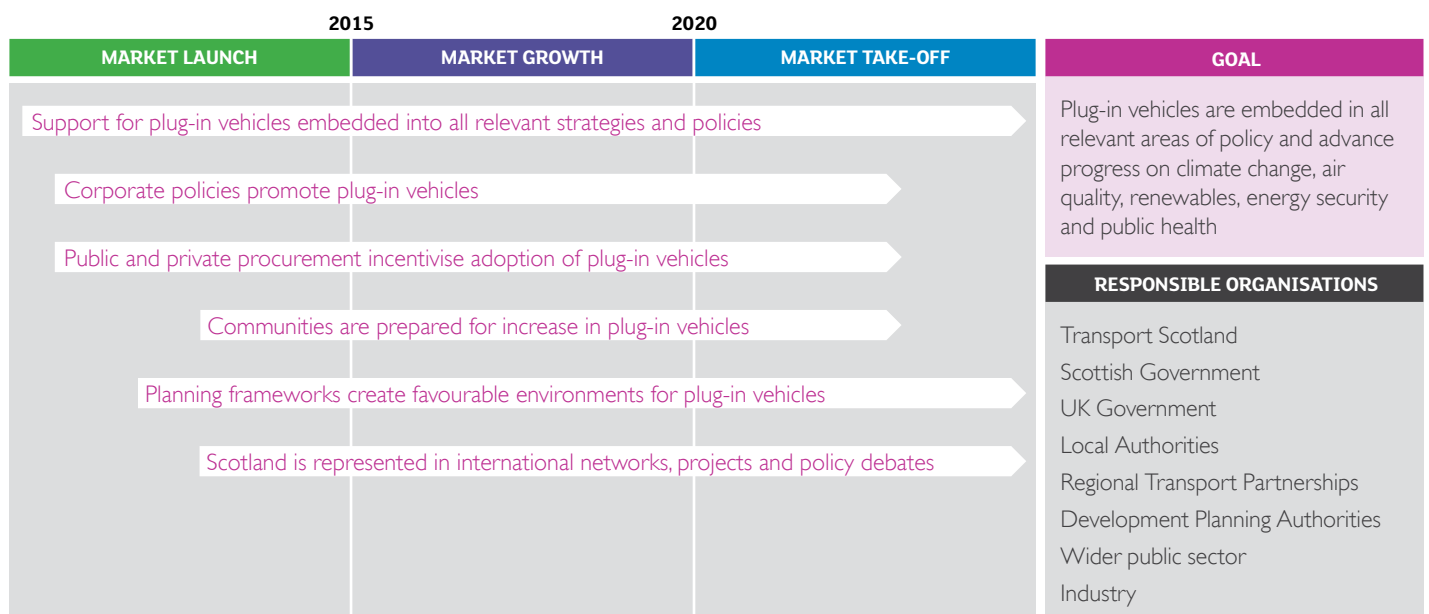 2015
2020
MARKET LAUNCH
MARKET GROWTH
MARKET TAKE-OFF
Support for plug-in vehicles embedded into all relevant strategies and policies
Corporate policies promote plug-in vehicles
Public and private procurement incentivise adoption of plug-in vehicles
Communities are prepared for increase in plug-in vehicles
Planning frameworks create favourable environments for plug-in vehicles
Scotland is represented in international networks, projects and policy debates
GOAL
Plug-in vehicles are embedded in all
relevant areas of policy and advance
progress on climate change, air
quality, renewables, energy security
and public health
RESPONSIBLE ORGANISATIONS
Transport Scotland
Scottish Government
UK Government
Local Authorities
Regional Transport Partnerships
Development Planning Authorities
Wider public sector
Industry